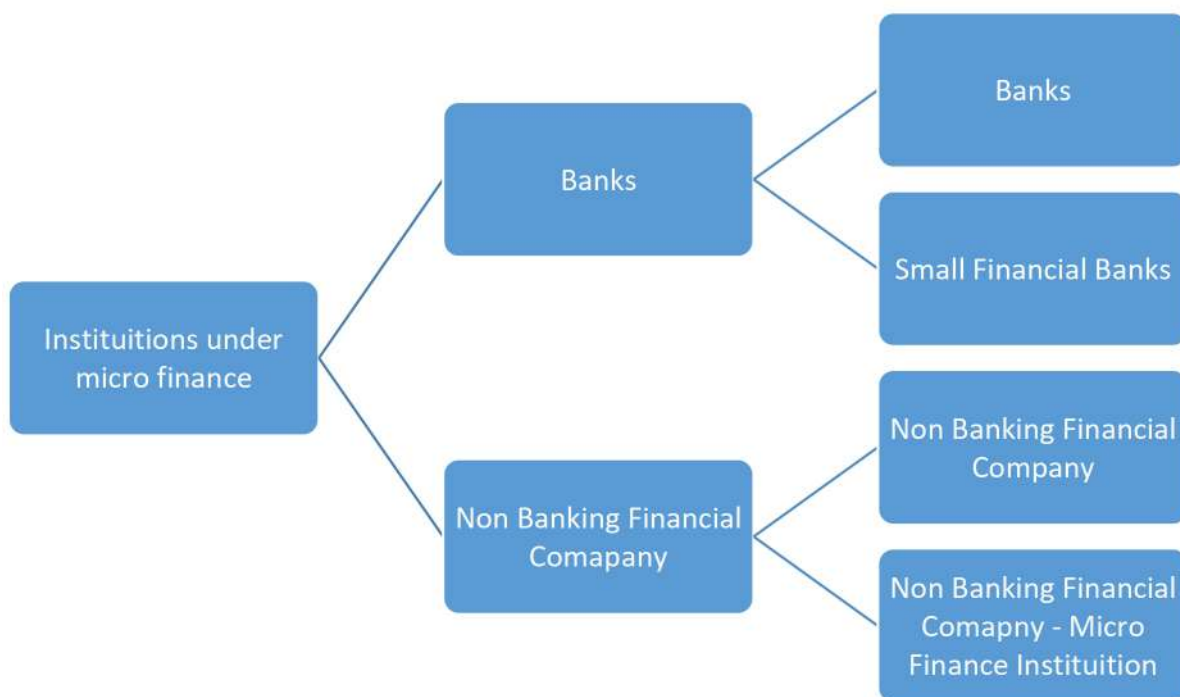 Instituitions under
micro finance
Banks
Banks
Small Financial Banks
Non Banking Financial
Comapany
Non Banking Financial
Company
Non Banking Financial
Comapny - Micro
Finance Instituition